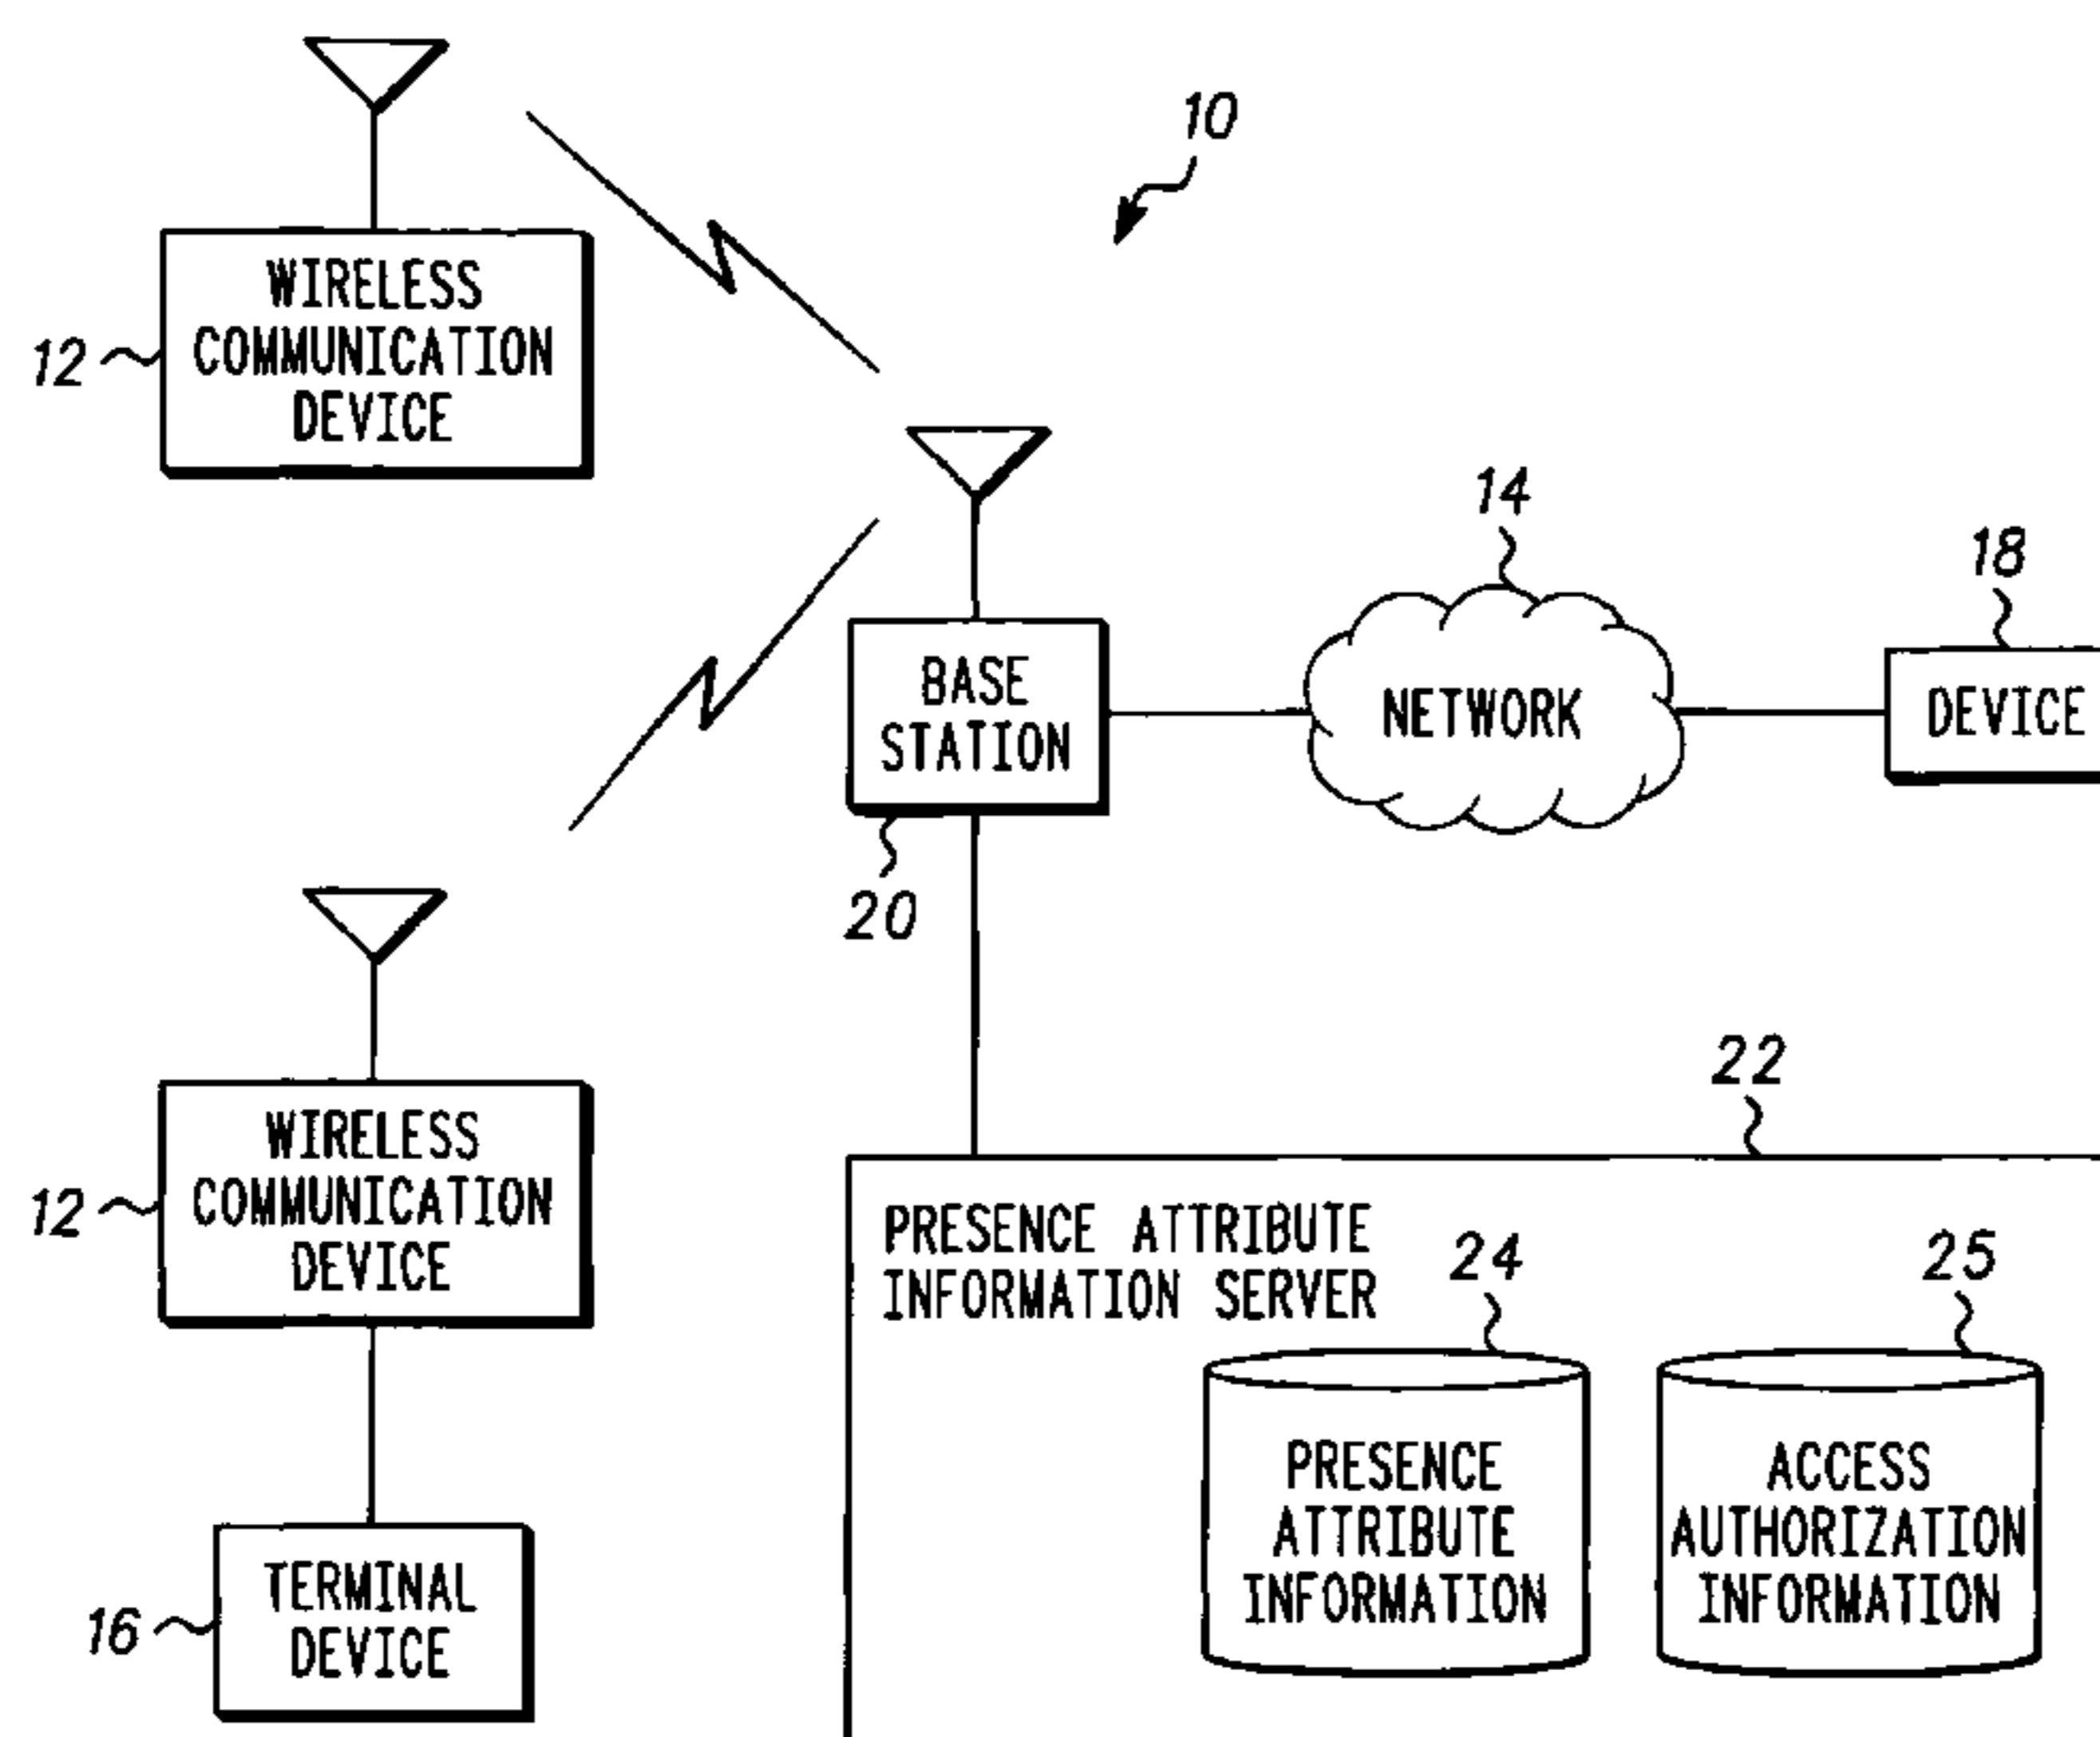 10
WIRELESS
COMMUNICATION
DEVICE
12
14
18
BASE
STATION
NETWORK
DEVICE
20
22
WIRELESS
COMMUNICATION
DEVICE
12
PRESENCE ATTRIBUTE
INFORMATION SERVER
24
25
PRESENCE
ATTRIBUTE
INFORMATION
ACCESS
AUTHORIZATION
INFORMATION
TERMINAL
DEVICE
16